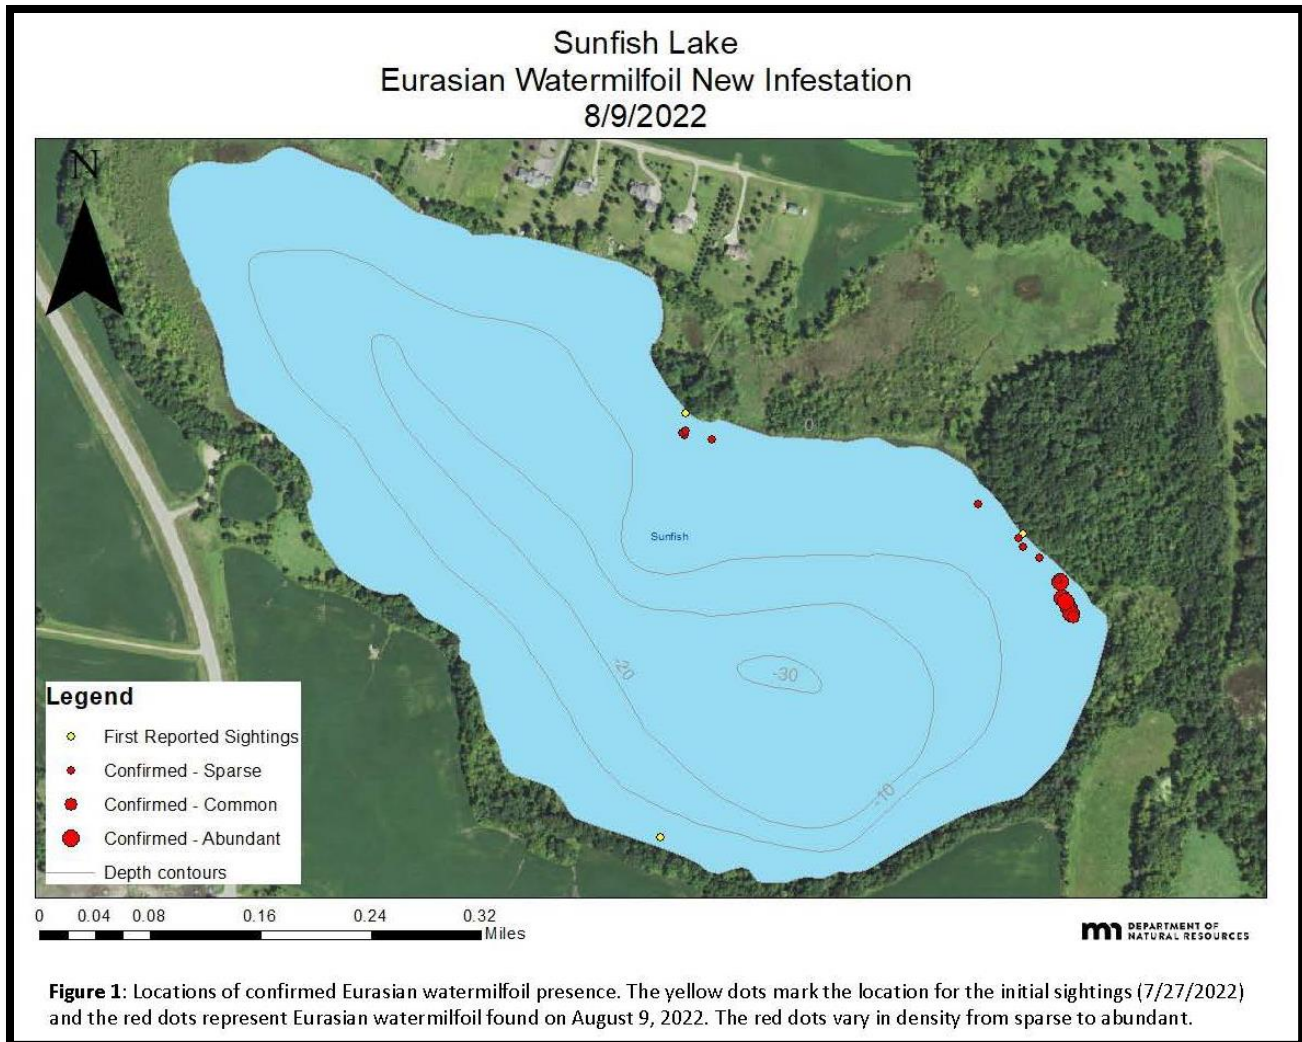 Sunfish Lake
Eurasian Watermilfoil New Infestation
8/9/2022
N
0
Sunfish
-20
-30
-10
Legend
First Reported Sightings
Confirmed - Sparse
Confirmed - Common
Confirmed - Abundant
Depth contours
0 0.04 0.08 0.16 0.24 0.32
Miles
mn DEPARTMENT OF
NATURAL RESOURCES
Figure 1: Locations of confirmed Eurasian watermilfoil presence. The yellow dots mark the location for the initial sightings (7/27/2022)
and the red dots represent Eurasian watermilfoil found on August 9, 2022. The red dots vary in density from sparse to abundant.